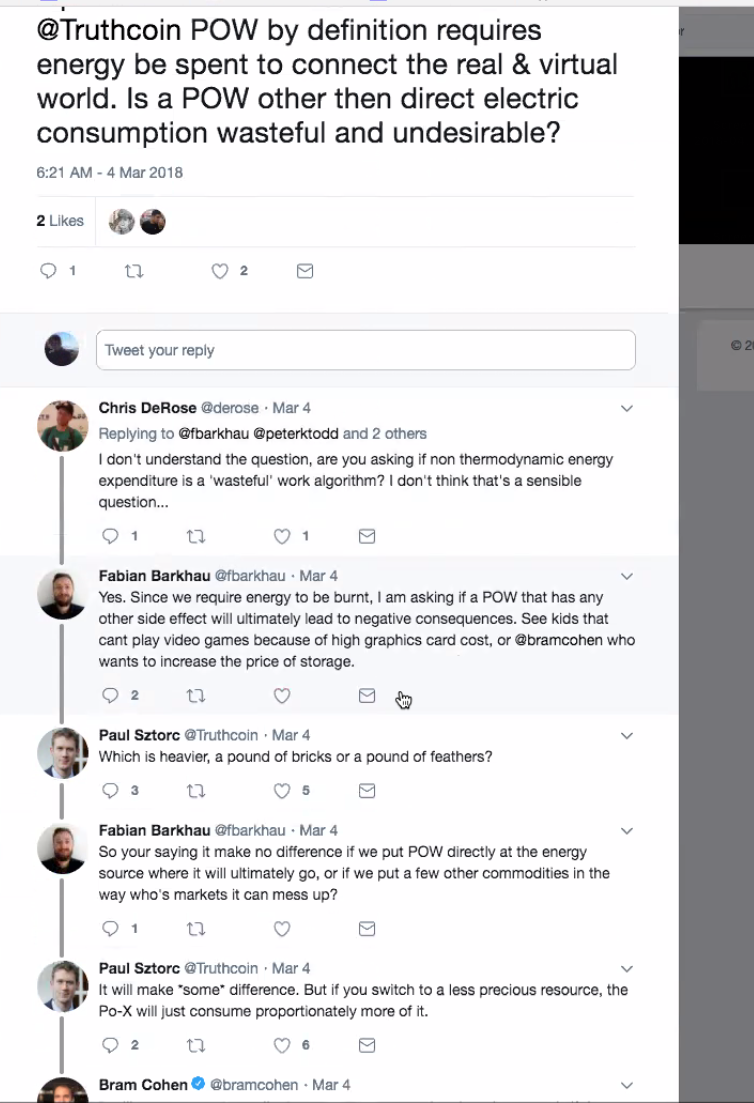 @Truthcoin POW by definition requires
energy be spent to connect the real & virtual
world. Is a POW other then direct electric
consumption wasteful and undesirable?
6:21 AM - 4 Mar 2018
2 Likes
1 2
Tweet your reply
© 2
Chris DeRose @derose · Mar 4
Replying to @fbarkhau @peterktodd and 2 others
I don't understand the question, are you asking if non thermodynamic energy
expenditure is a 'wasteful' work algorithm? I don't think that's a sensible
question...
1 1
Fabian Barkhau @fbarkhau · Mar 4
Yes. Since we require energy to be burnt, I am asking if a POW that has any
other side effect will ultimately lead to negative consequences. See kids that
cant play video games because of high graphics card cost, or @bramcohen who
wants to increase the price of storage.
2
Paul Sztorc @Truthcoin · Mar 4
Which is heavier, a pound of bricks or a pound of feathers?
3 5
Fabian Barkhau @fbarkhau · Mar 4
So your saying it make no difference if we put POW directly at the energy
source where it will ultimately go, or if we put a few other commodities in the
way who's markets it can mess up?
1
Paul Sztorc @Truthcoin · Mar 4
It will make *some* difference. But if you switch to a less precious resource, the
Po-X will just consume proportionately more of it.
2 6
Bram Cohen @bramcohen · Mar 4